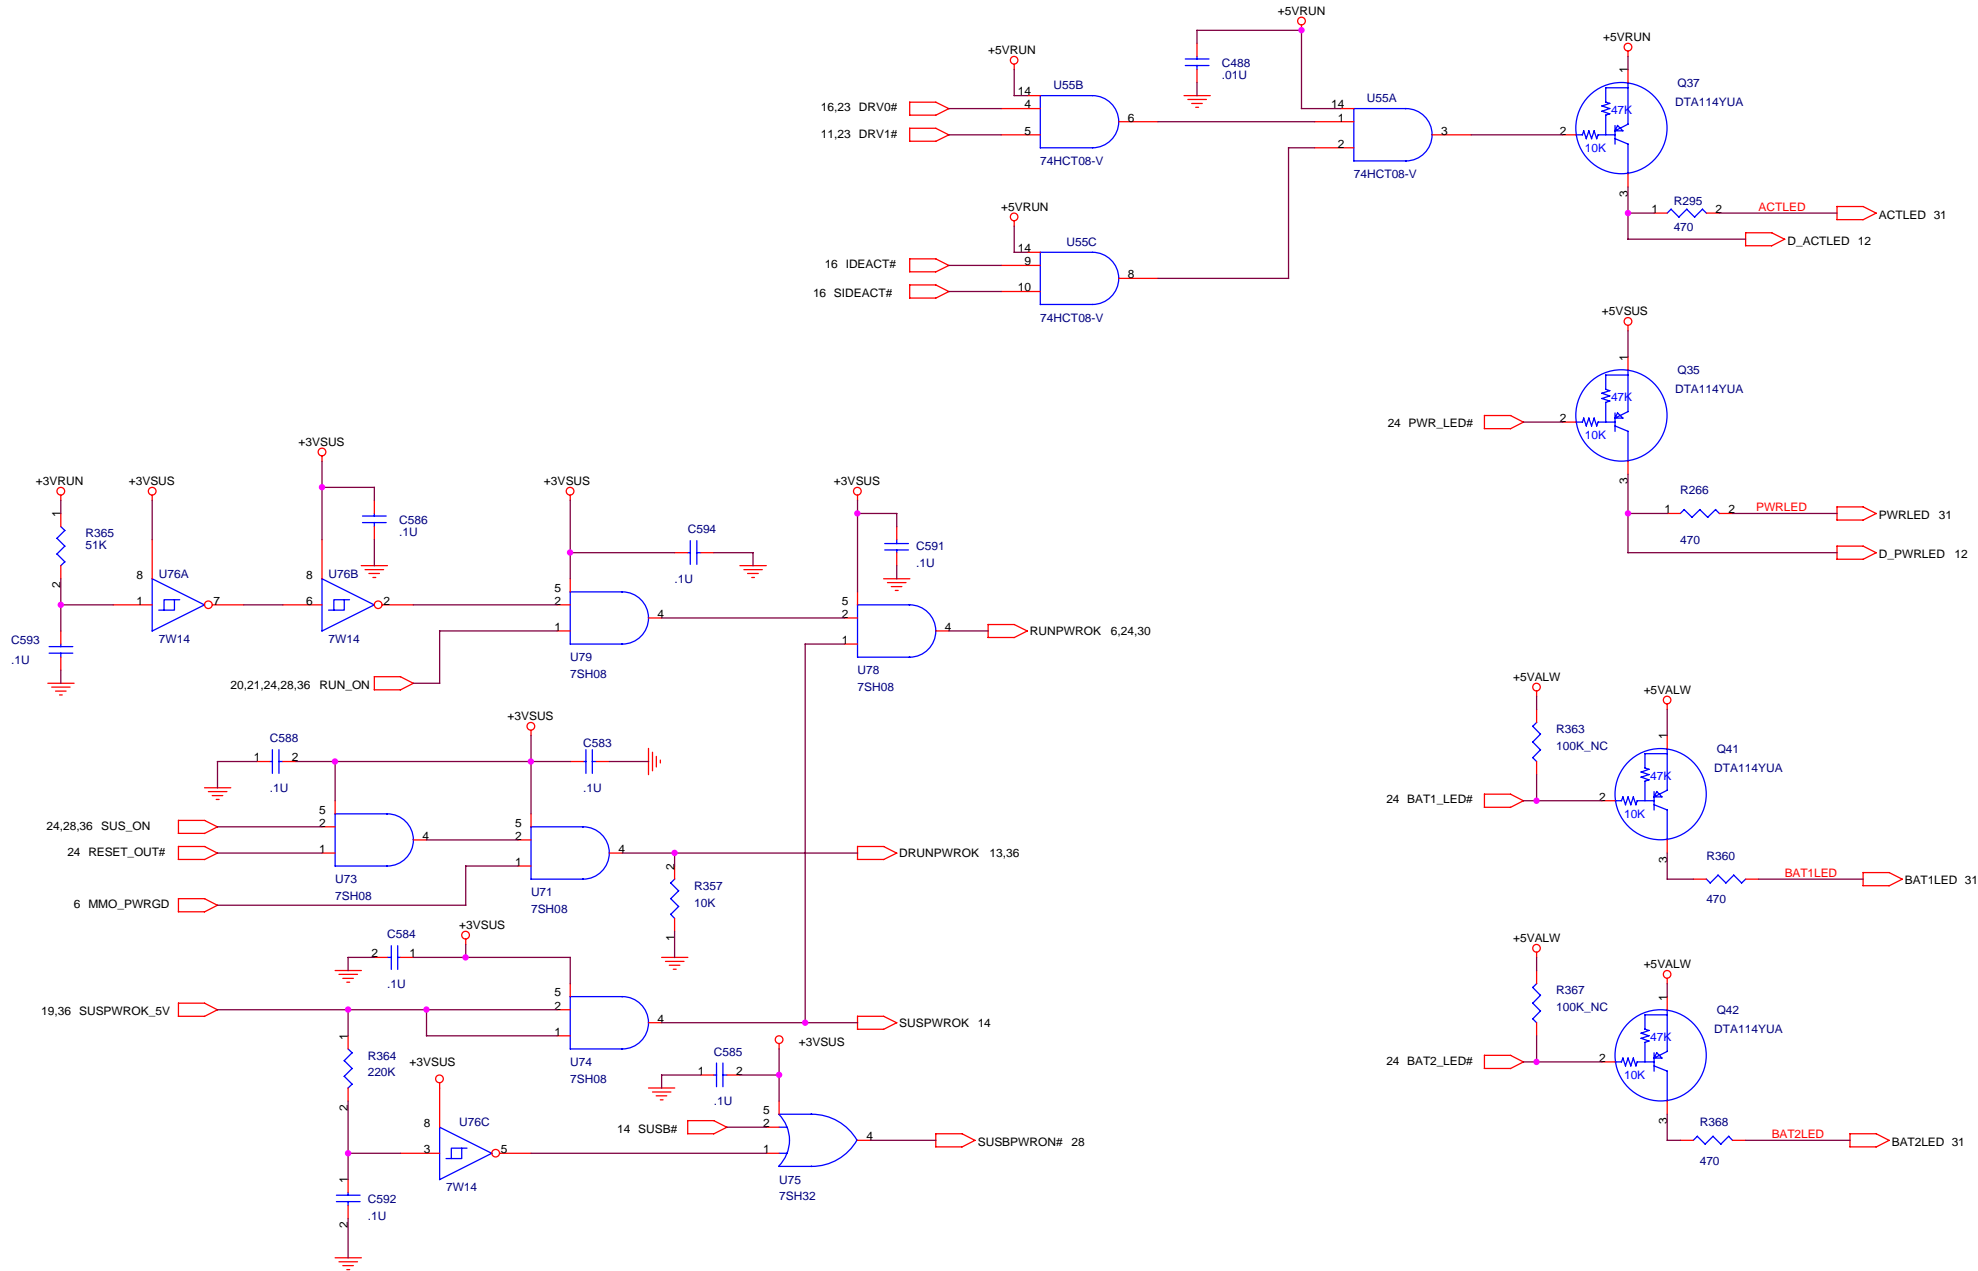 +5VRUN
C488
.01U
+5VRUN
U55B
14
16,23 DRV0#
4
11,23 DRV1#
5
6
74HCT08-V
U55A
14
1
2
3
74HCT08-V
+5VRUN
1
Q37
DTA114YUA
47K
2
10K
3
R295
1
2
470
ACTLED
ACTLED 31
D_ACTLED 12
+5VRUN
U55C
14
16 IDEACT#
9
16 SIDEACT#
10
8
74HCT08-V
+5VSUS
1
Q35
DTA114YUA
47K
24 PWR_LED#
2
10K
3
R266
1
2
470
PWRLED
PWRLED 31
D_PWRLED 12
+3VRUN
1
R365
51K
2
C593
.1U
+3VSUS
8
U76A
1
7
7W14
+3VSUS
C586
.1U
8
U76B
6
2
7W14
+3VSUS
C594
.1U
5
2
1
4
U79
7SH08
20,21,24,28,36 RUN_ON
+3VSUS
C591
.1U
5
2
1
4
U78
7SH08
RUNPWROK 6,24,30
+3VSUS
C588
1
2
.1U
C583
.1U
24,28,36 SUS_ON
24 RESET_OUT#
5
2
1
4
U73
7SH08
6 MMO_PWRGD
5
2
1
4
U71
7SH08
DRUNPWROK 13,36
2
R357
10K
1
+3VSUS
C584
2
1
.1U
19,36 SUSPWROK_5V
5
2
1
4
U74
7SH08
SUSPWROK 14
1
R364
220K
2
+3VSUS
8
U76C
3
5
7W14
1
C592
.1U
2
+3VSUS
C585
1
2
.1U
14 SUSB#
5
2
1
4
U75
7SH32
SUSBPWRON# 28
+5VALW
R363
100K_NC
+5VALW
1
Q41
DTA114YUA
47K
24 BAT1_LED#
2
10K
3
R360
470
BAT1LED
BAT1LED 31
+5VALW
R367
100K_NC
+5VALW
1
Q42
DTA114YUA
47K
24 BAT2_LED#
2
10K
3
R368
470
BAT2LED
BAT2LED 31